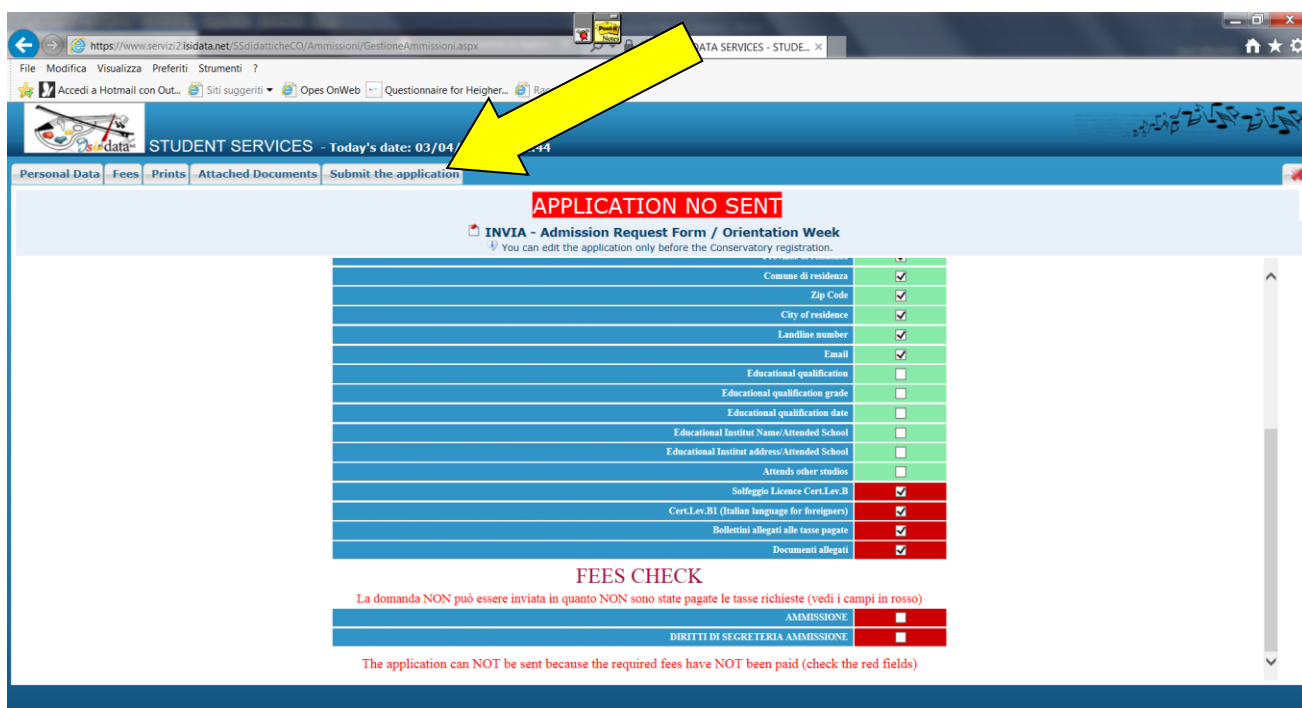 https://www.servizi2.isidata.net/SSdidatticheCO/Ammissioni/GestioneAmmissioni.aspx
ATA SERVICES - STUDE...
File Modifica Visualizza Preferiti Strumenti ?
Accedi a Hotmail con Out... Siti suggeriti Opes OnWeb Questionnaire for Heigher...
Isidata STUDENT SERVICES - Today's date: 03/04/ 44
Personal Data Fees Prints Attached Documents Submit the application
APPLICATION NO SENT
INVIA - Admission Request Form / Orientation Week
You can edit the application only before the Conservatory registration.
Comune di residenza
Zip Code
City of residence
Landline number
Email
Educational qualification
Educational qualification grade
Educational qualification date
Educational Institut Name/Attended School
Educational Institut address/Attended School
Attends other studios
Solfeggio Licence Cert.Lev.B
Cert.Lev.B1 (Italian language for foreigners)
Bollettini allegati alle tasse pagate
Documenti allegati
FEES CHECK
La domanda NON può essere inviata in quanto NON sono state pagate le tasse richieste (vedi i campi in rosso)
AMMISSIONE
DIRITTI DI SEGRETERIA AMMISSIONE
The application can NOT be sent because the required fees have NOT been paid (check the red fields)